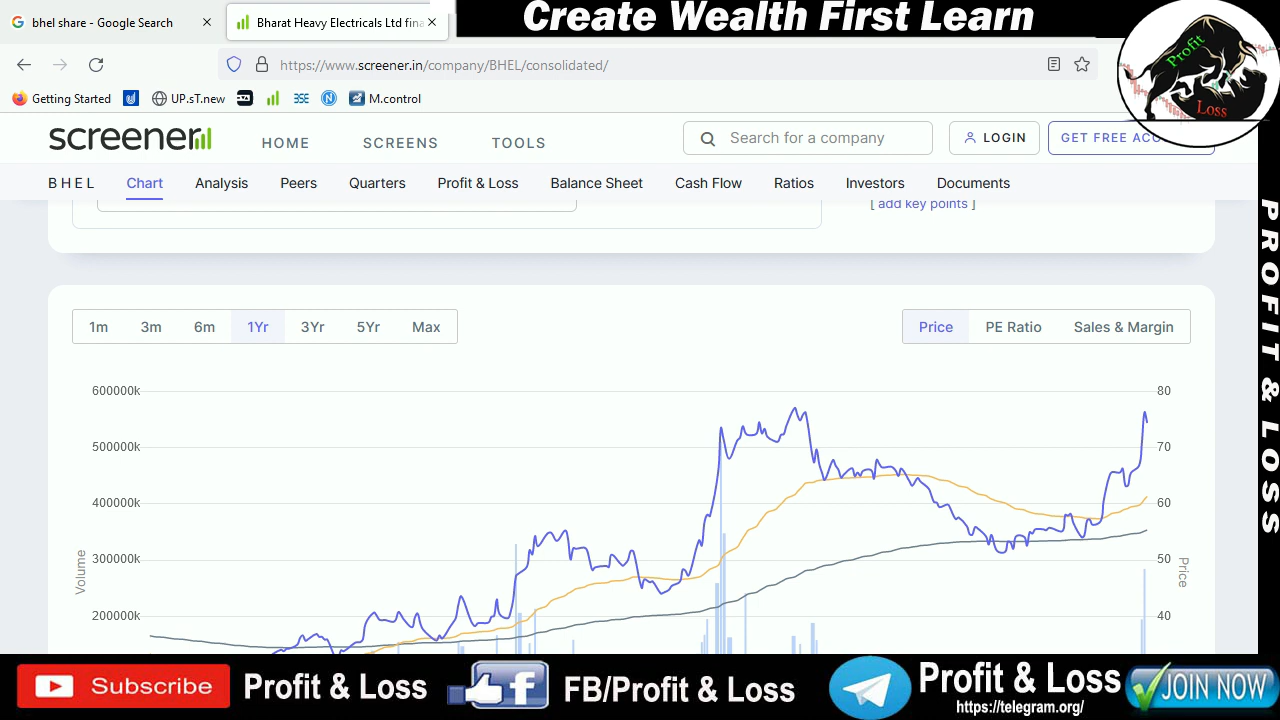 bhel share - Google Search
Bharat Heavy Electricals Ltd fina
Create Wealth First Learn
https://www.screener.in/company/BHEL/consolidated/
Profit
Loss
Getting Started
UP.sT.new
M.control
screener
HOME
SCREENS
TOOLS
Search for a company
LOGIN
GET FREE ACC
B H E L
Chart
Analysis
Peers
Quarters
Profit & Loss
Balance Sheet
Cash Flow
Ratios
Investors
Documents
[ add key points ]
1m
3m
6m
1Yr
3Yr
5Yr
Max
Price
PE Ratio
Sales & Margin
600000k
80
500000k
70
400000k
60
300000k
50
200000k
40
Volume
Price
PROFIT & LOSS
Subscribe
Profit & Loss
FB/Profit & Loss
Profit & Loss
https://telegram.org/
JOIN NOW